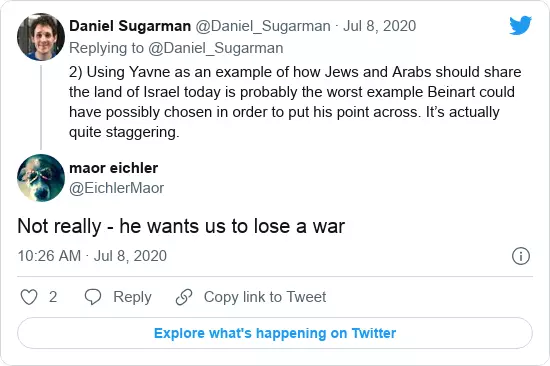 Daniel Sugarman @Daniel_Sugarman · Jul 8, 2020
Replying to @Daniel_Sugarman
2) Using Yavne as an example of how Jews and Arabs should share
the land of Israel today is probably the worst example Beinart could
have possibly chosen in order to put his point across. It’s actually
quite staggering.
maor eichler
@EichlerMaor
Not really - he wants us to lose a war
10:26 AM · Jul 8, 2020
2 Reply Copy link to Tweet
Explore what's happening on Twitter